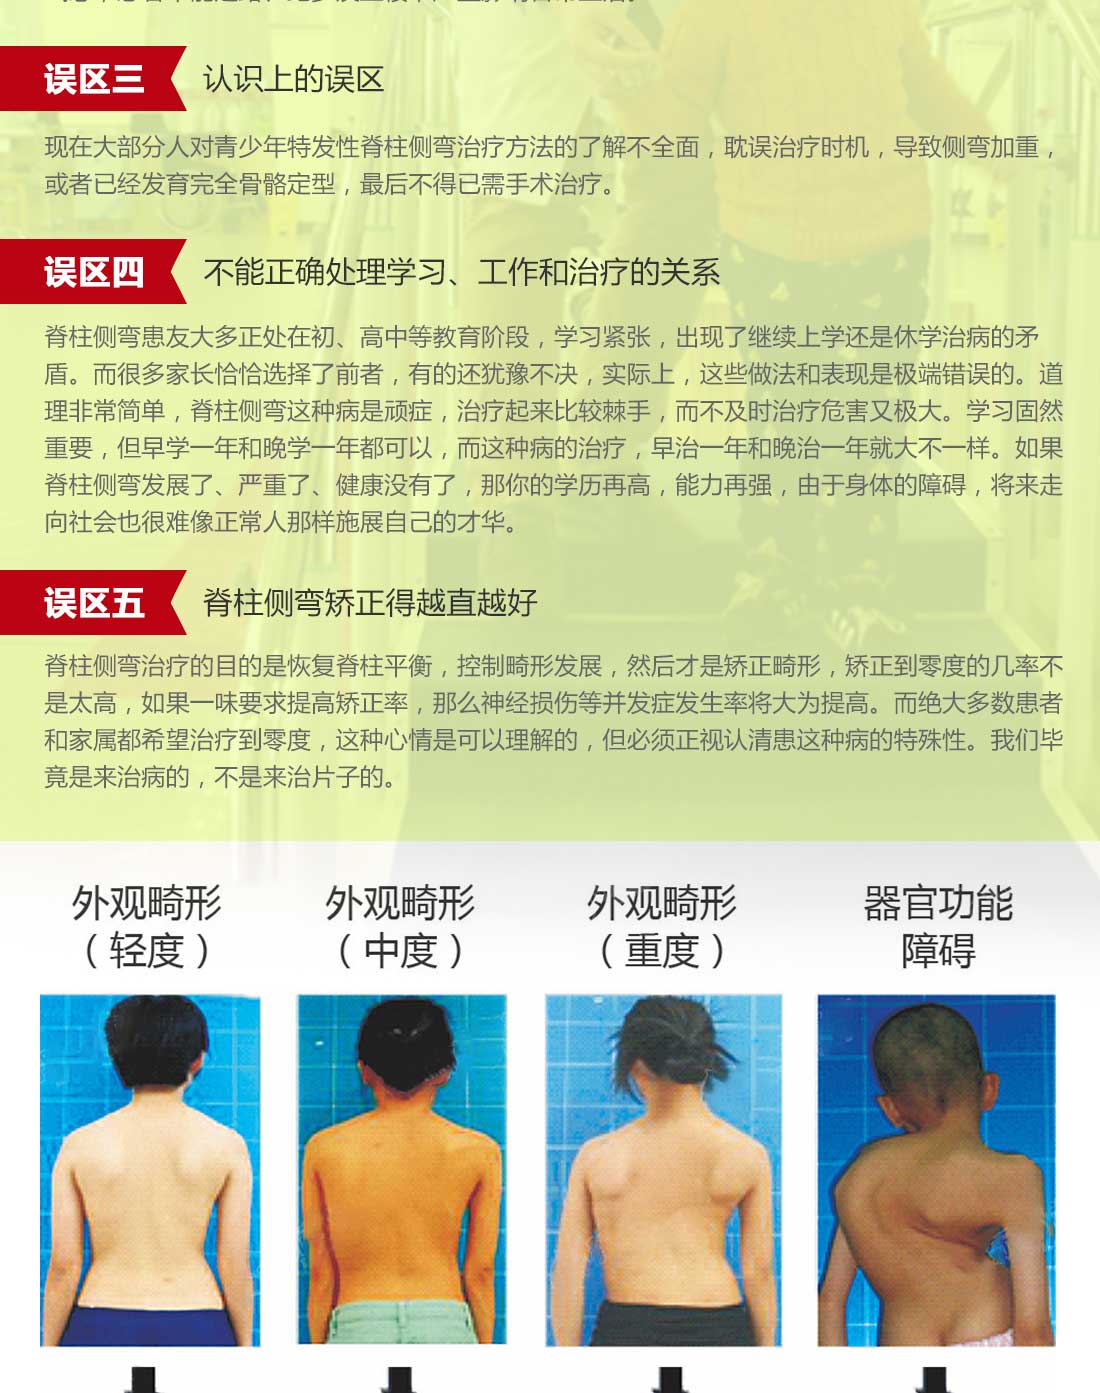 误区三
认识上的误区
现在大部分人对青少年特发性脊柱侧弯治疗方法的了解不全面，耽误治疗时机，导致侧弯加重，
或者已经发育完全骨骼定型，最后不得已需手术治疗。
误区四
不能正确处理学习、工作和治疗的关系
脊柱侧弯患友大多正处在初、高中等教育阶段，学习紧张，出现了继续上学还是休学治病的矛
盾。而很多家长恰恰选择了前者，有的还犹豫不决，实际上，这些做法和表现是极端错误的。道
理非常简单，脊柱侧弯这种病是顽症，治疗起来比较棘手，而不及时治疗危害又极大。学习固然
重要，但早学一年和晚学一年都可以，而这种病的治疗，早治一年和晚治一年就大不一样。如果
脊柱侧弯发展了、严重了、健康没有了，那你的学历再高，能力再强，由于身体的障碍，将来走
向社会也很难像正常人那样施展自己的才华。
误区五
脊柱侧弯矫正得越直越好
脊柱侧弯治疗的目的是恢复脊柱平衡，控制畸形发展，然后才是矫正畸形，矫正到零度的几率不
是太高，如果一味要求提高矫正率，那么神经损伤等并发症发生率将大为提高。而绝大多数患者
和家属都希望治疗到零度，这种心情是可以理解的，但必须正视认清患这种病的特殊性。我们毕
竟是来治病的，不是来治片子的。
外观畸形
（轻度）
外观畸形
（中度）
外观畸形
（重度）
器官功能
障碍